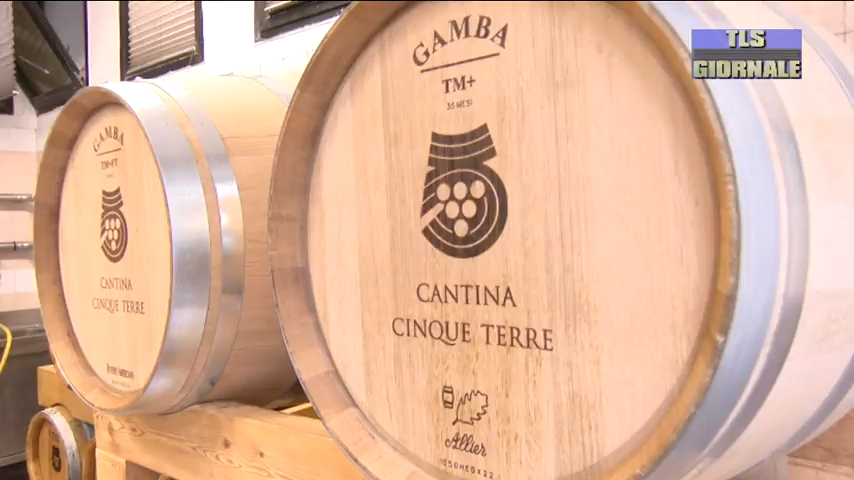 TLS
GIORNALE
GAMBA
TM+
36 MESI
CANTINA
CINQUE TERRE
Allier
GAMBA
CANTINA
CINQUE TERRE